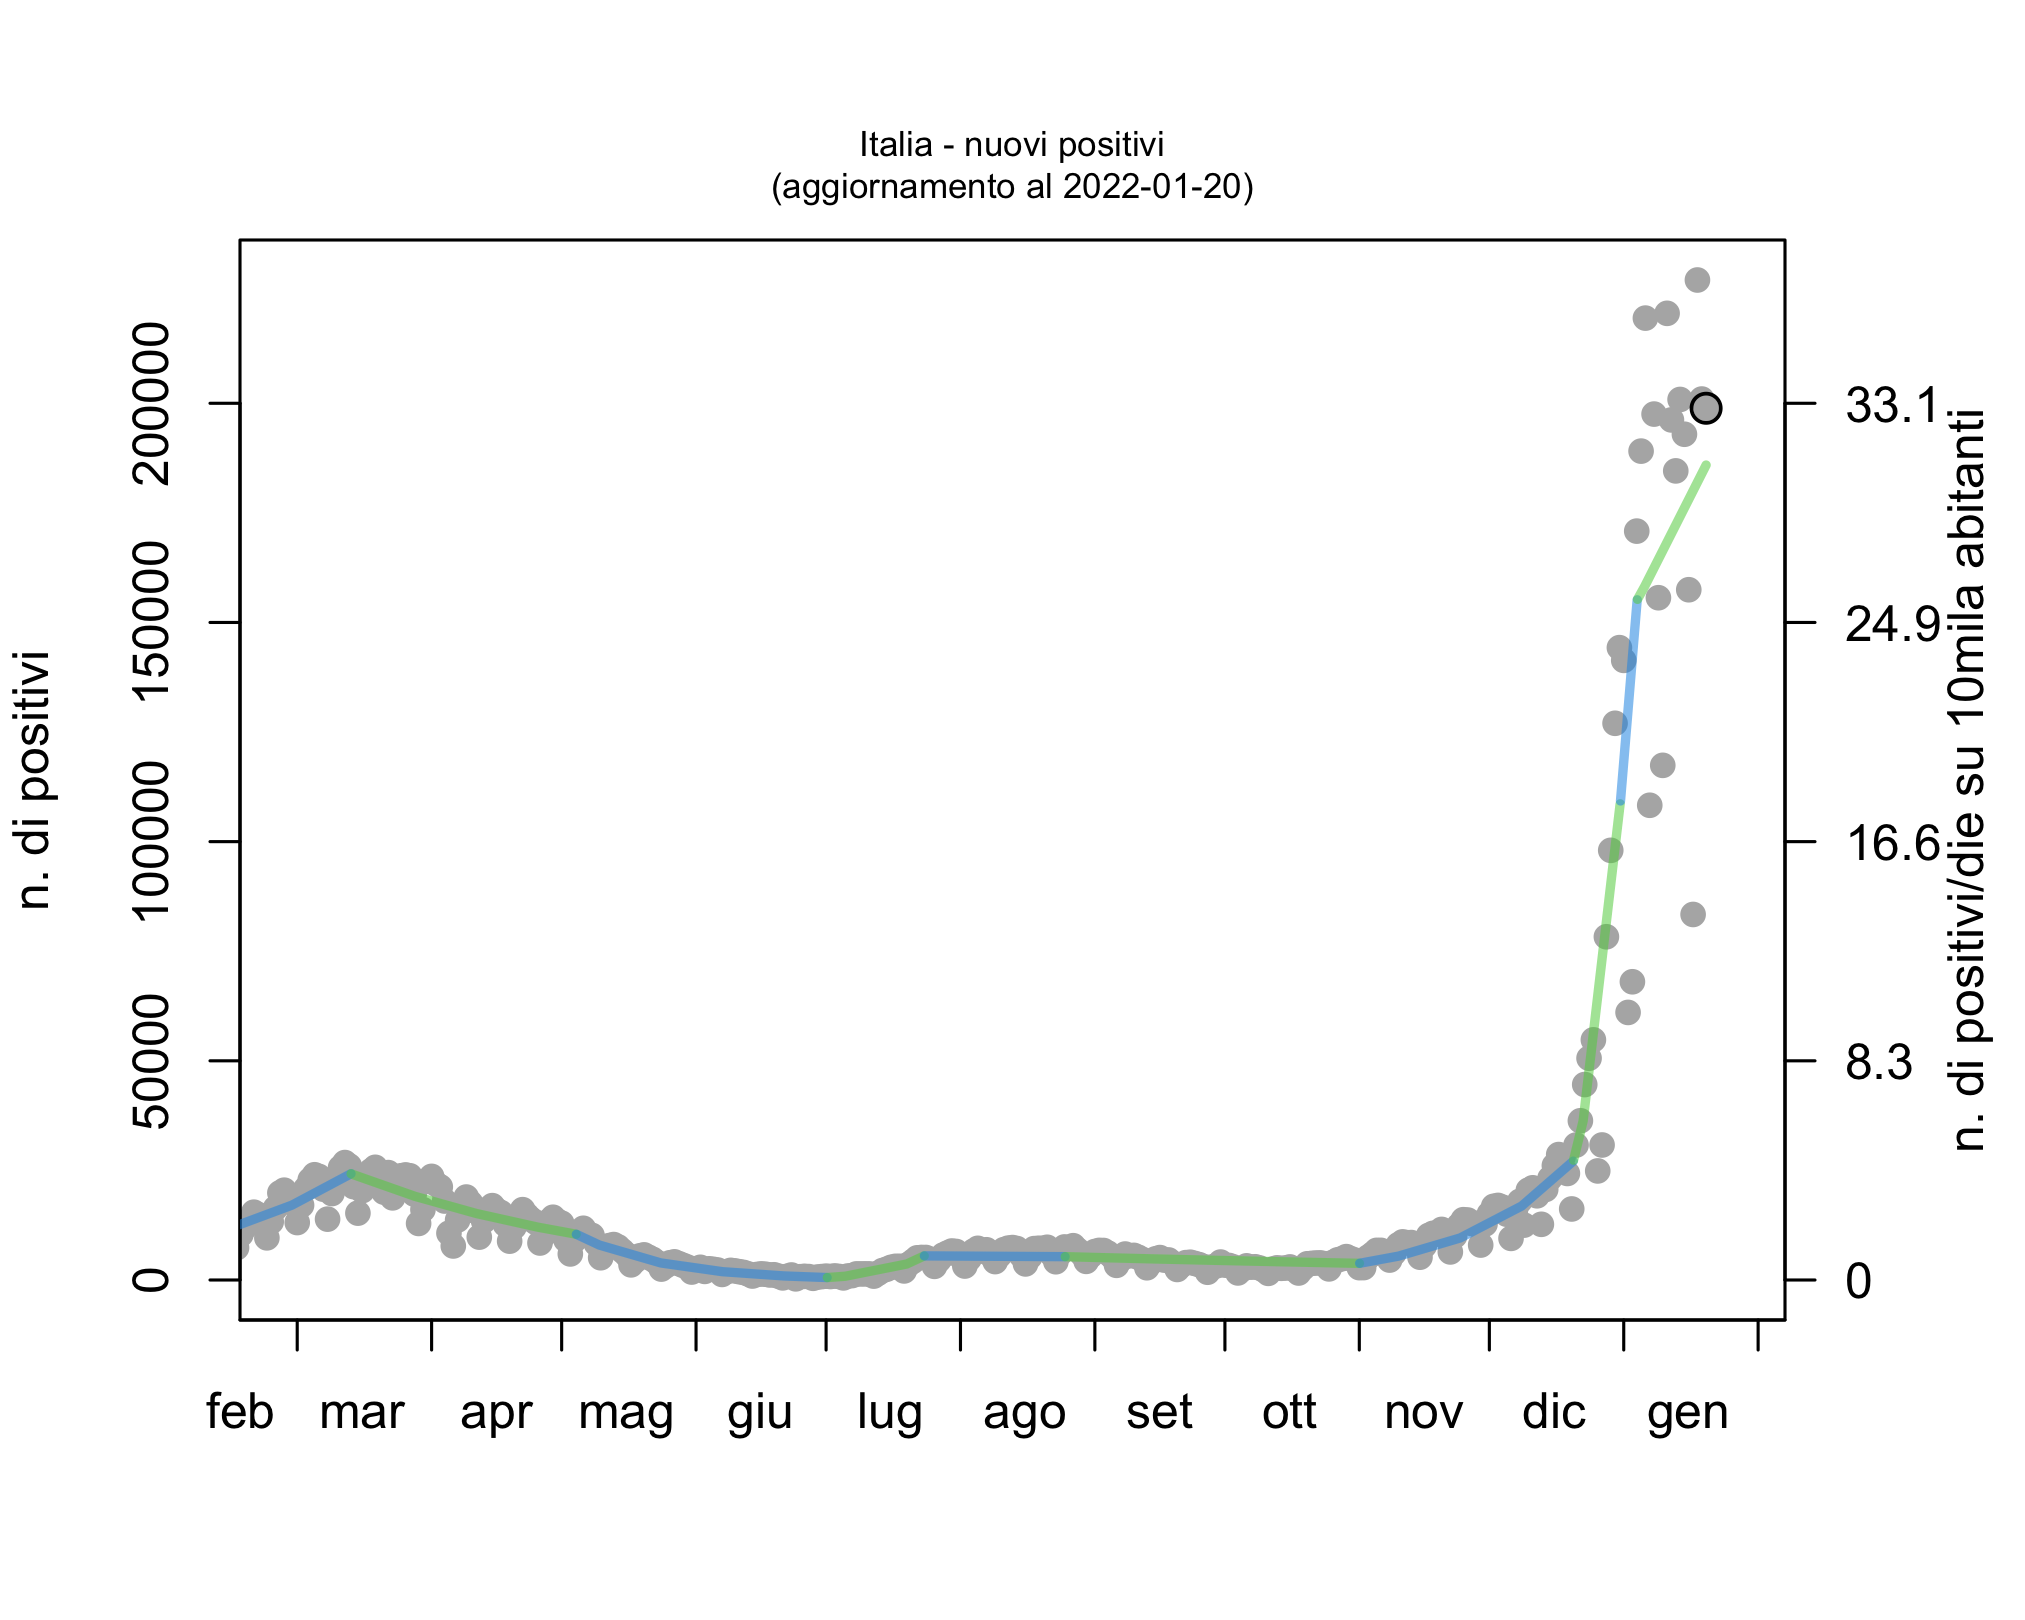 Italia - nuovi positivi
(aggiornamento al 2022-01-20)
n. di positivi
200000
150000
100000
50000
0
33.1
24.9
16.6
8.3
0
n. di positivi/die su 10mila abitanti
feb mar apr mag giu lug ago set ott nov dic gen